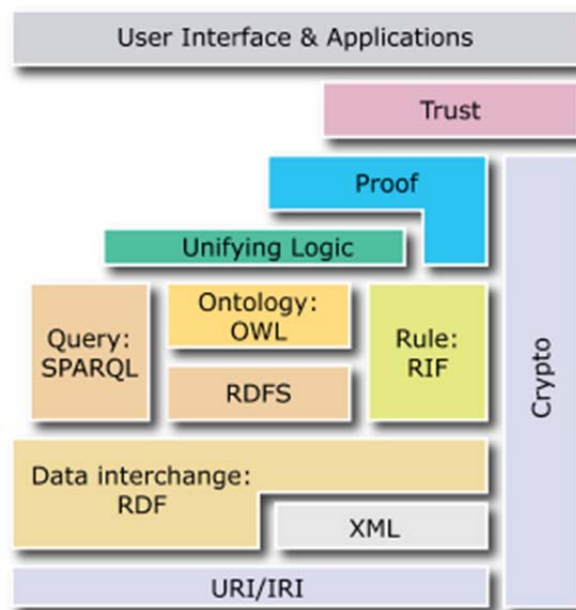 User Interface & Applications
Trust
Proof
Unifying Logic
Ontology:
OWL
Query:
SPARQL
Rule:
RIF
RDFS
Crypto
Data interchange:
RDF
XML
URI/IRI